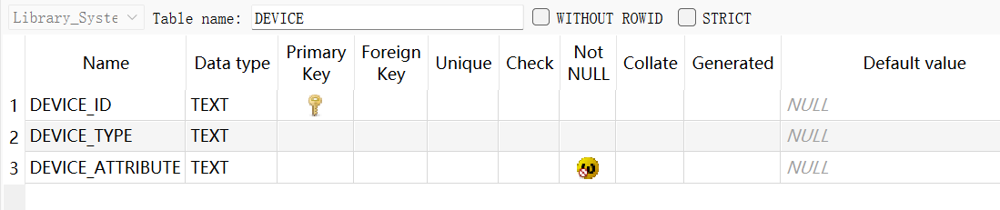 Library_Syste Table name: DEVICE WITHOUT ROWID STRICT
Name Data type Primary Key Foreign Key Unique Check Not NULL Collate Generated Default value
1 DEVICE_ID TEXT NULL
2 DEVICE_TYPE TEXT NULL
3 DEVICE_ATTRIBUTE TEXT NULL